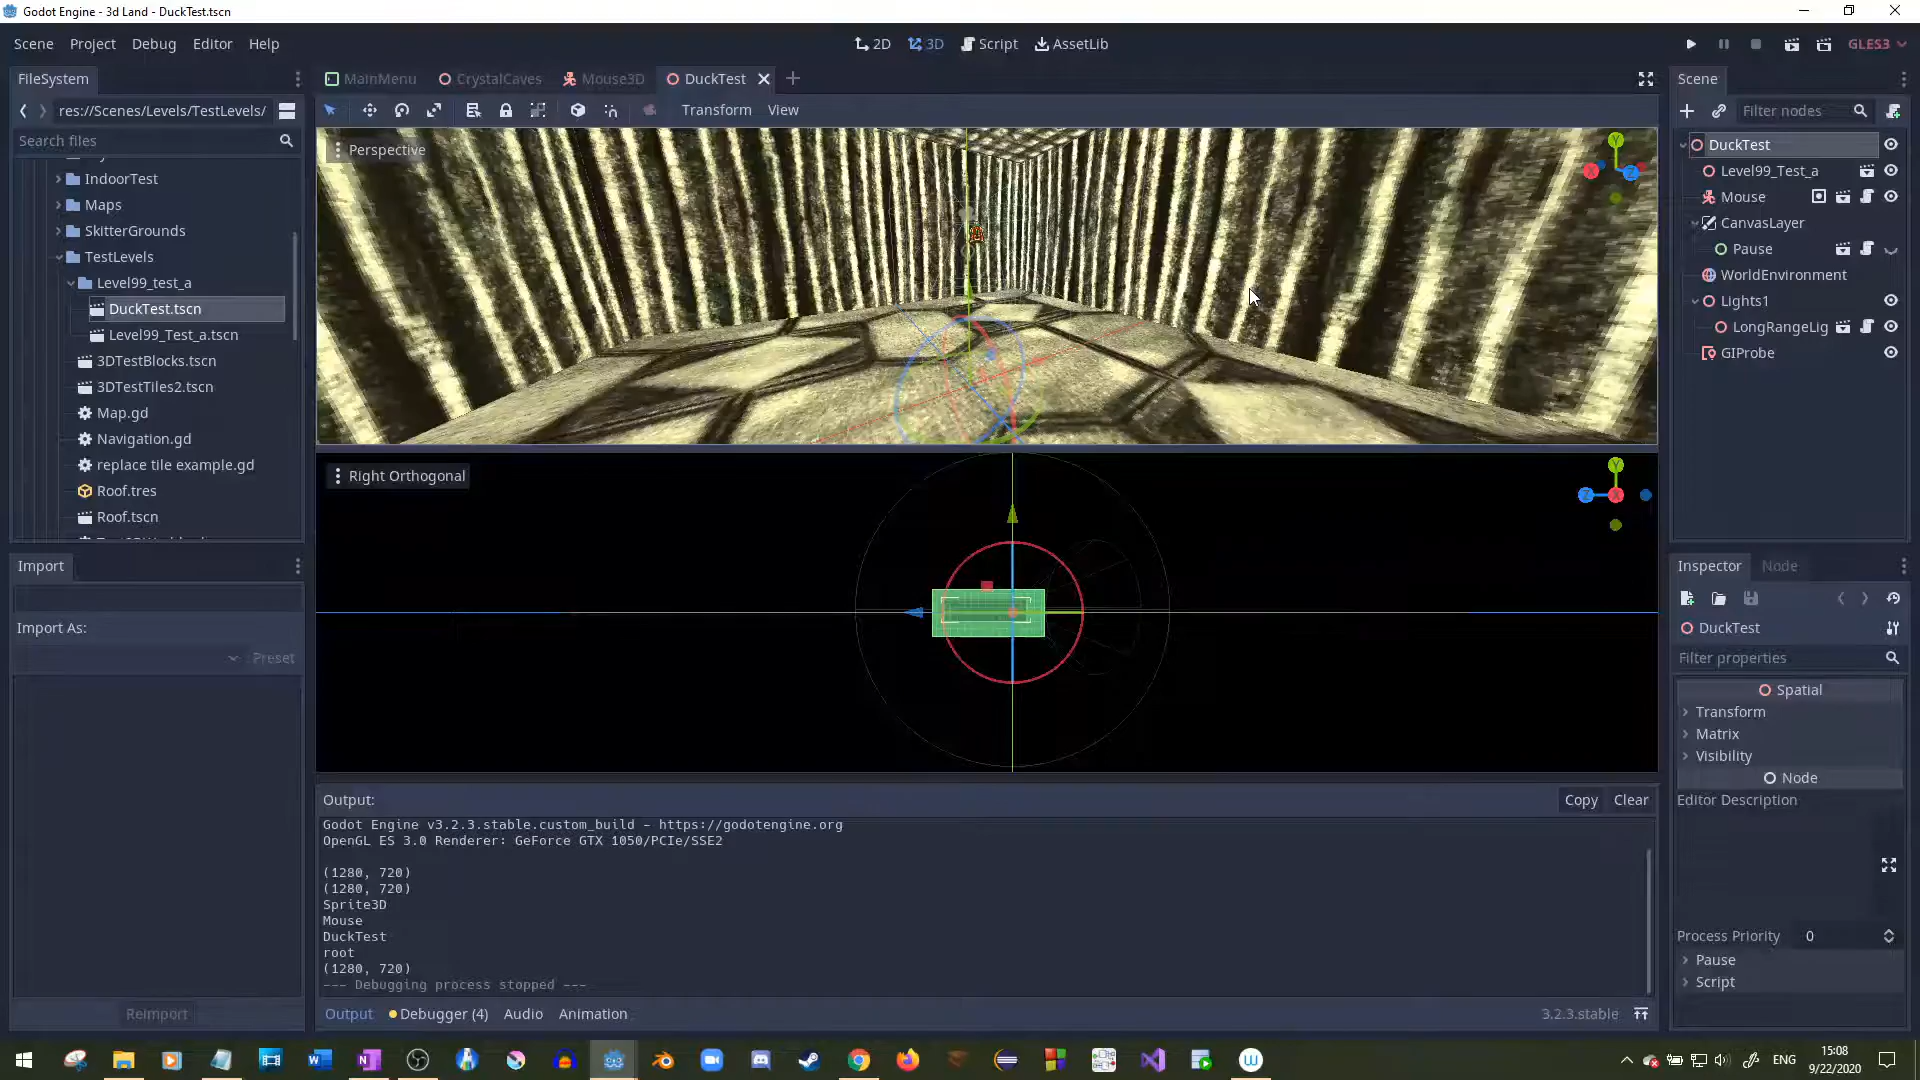 Godot Engine - 3d Land - DuckTest.tscn
Scene Project Debug Editor Help
2D 3D Script AssetLib
GLES3
FileSystem
MainMenu CrystalCaves Mouse3D DuckTest
Scene
res://Scenes/Levels/TestLevels/
Transform View
Filter nodes
Search files
Perspective
IndoorTest
Maps
SkitterGrounds
TestLevels
Level99_test_a
DuckTest.tscn
Level99_Test_a.tscn
3DTestBlocks.tscn
3DTestTiles2.tscn
Map.gd
Navigation.gd
replace tile example.gd
Roof.tres
Roof.tscn
Y
X
Z
DuckTest
Level99_Test_a
Mouse
CanvasLayer
Pause
WorldEnvironment
Lights1
LongRangeLig
GIProbe
Right Orthogonal
Y
Z
X
Import
Import As:
Preset
Reimport
Inspector Node
DuckTest
Filter properties
Spatial
Transform
Matrix
Visibility
Node
Editor Description
Process Priority 0
Pause
Script
Output:
Copy Clear
Godot Engine v3.2.3.stable.custom_build - https://godotengine.org
OpenGL ES 3.0 Renderer: GeForce GTX 1050/PCIe/SSE2
(1280, 720)
(1280, 720)
Sprite3D
Mouse
DuckTest
root
(1280, 720)
--- Debugging process stopped ---
Output Debugger (4) Audio Animation
3.2.3.stable
ENG
15:08
9/22/2020